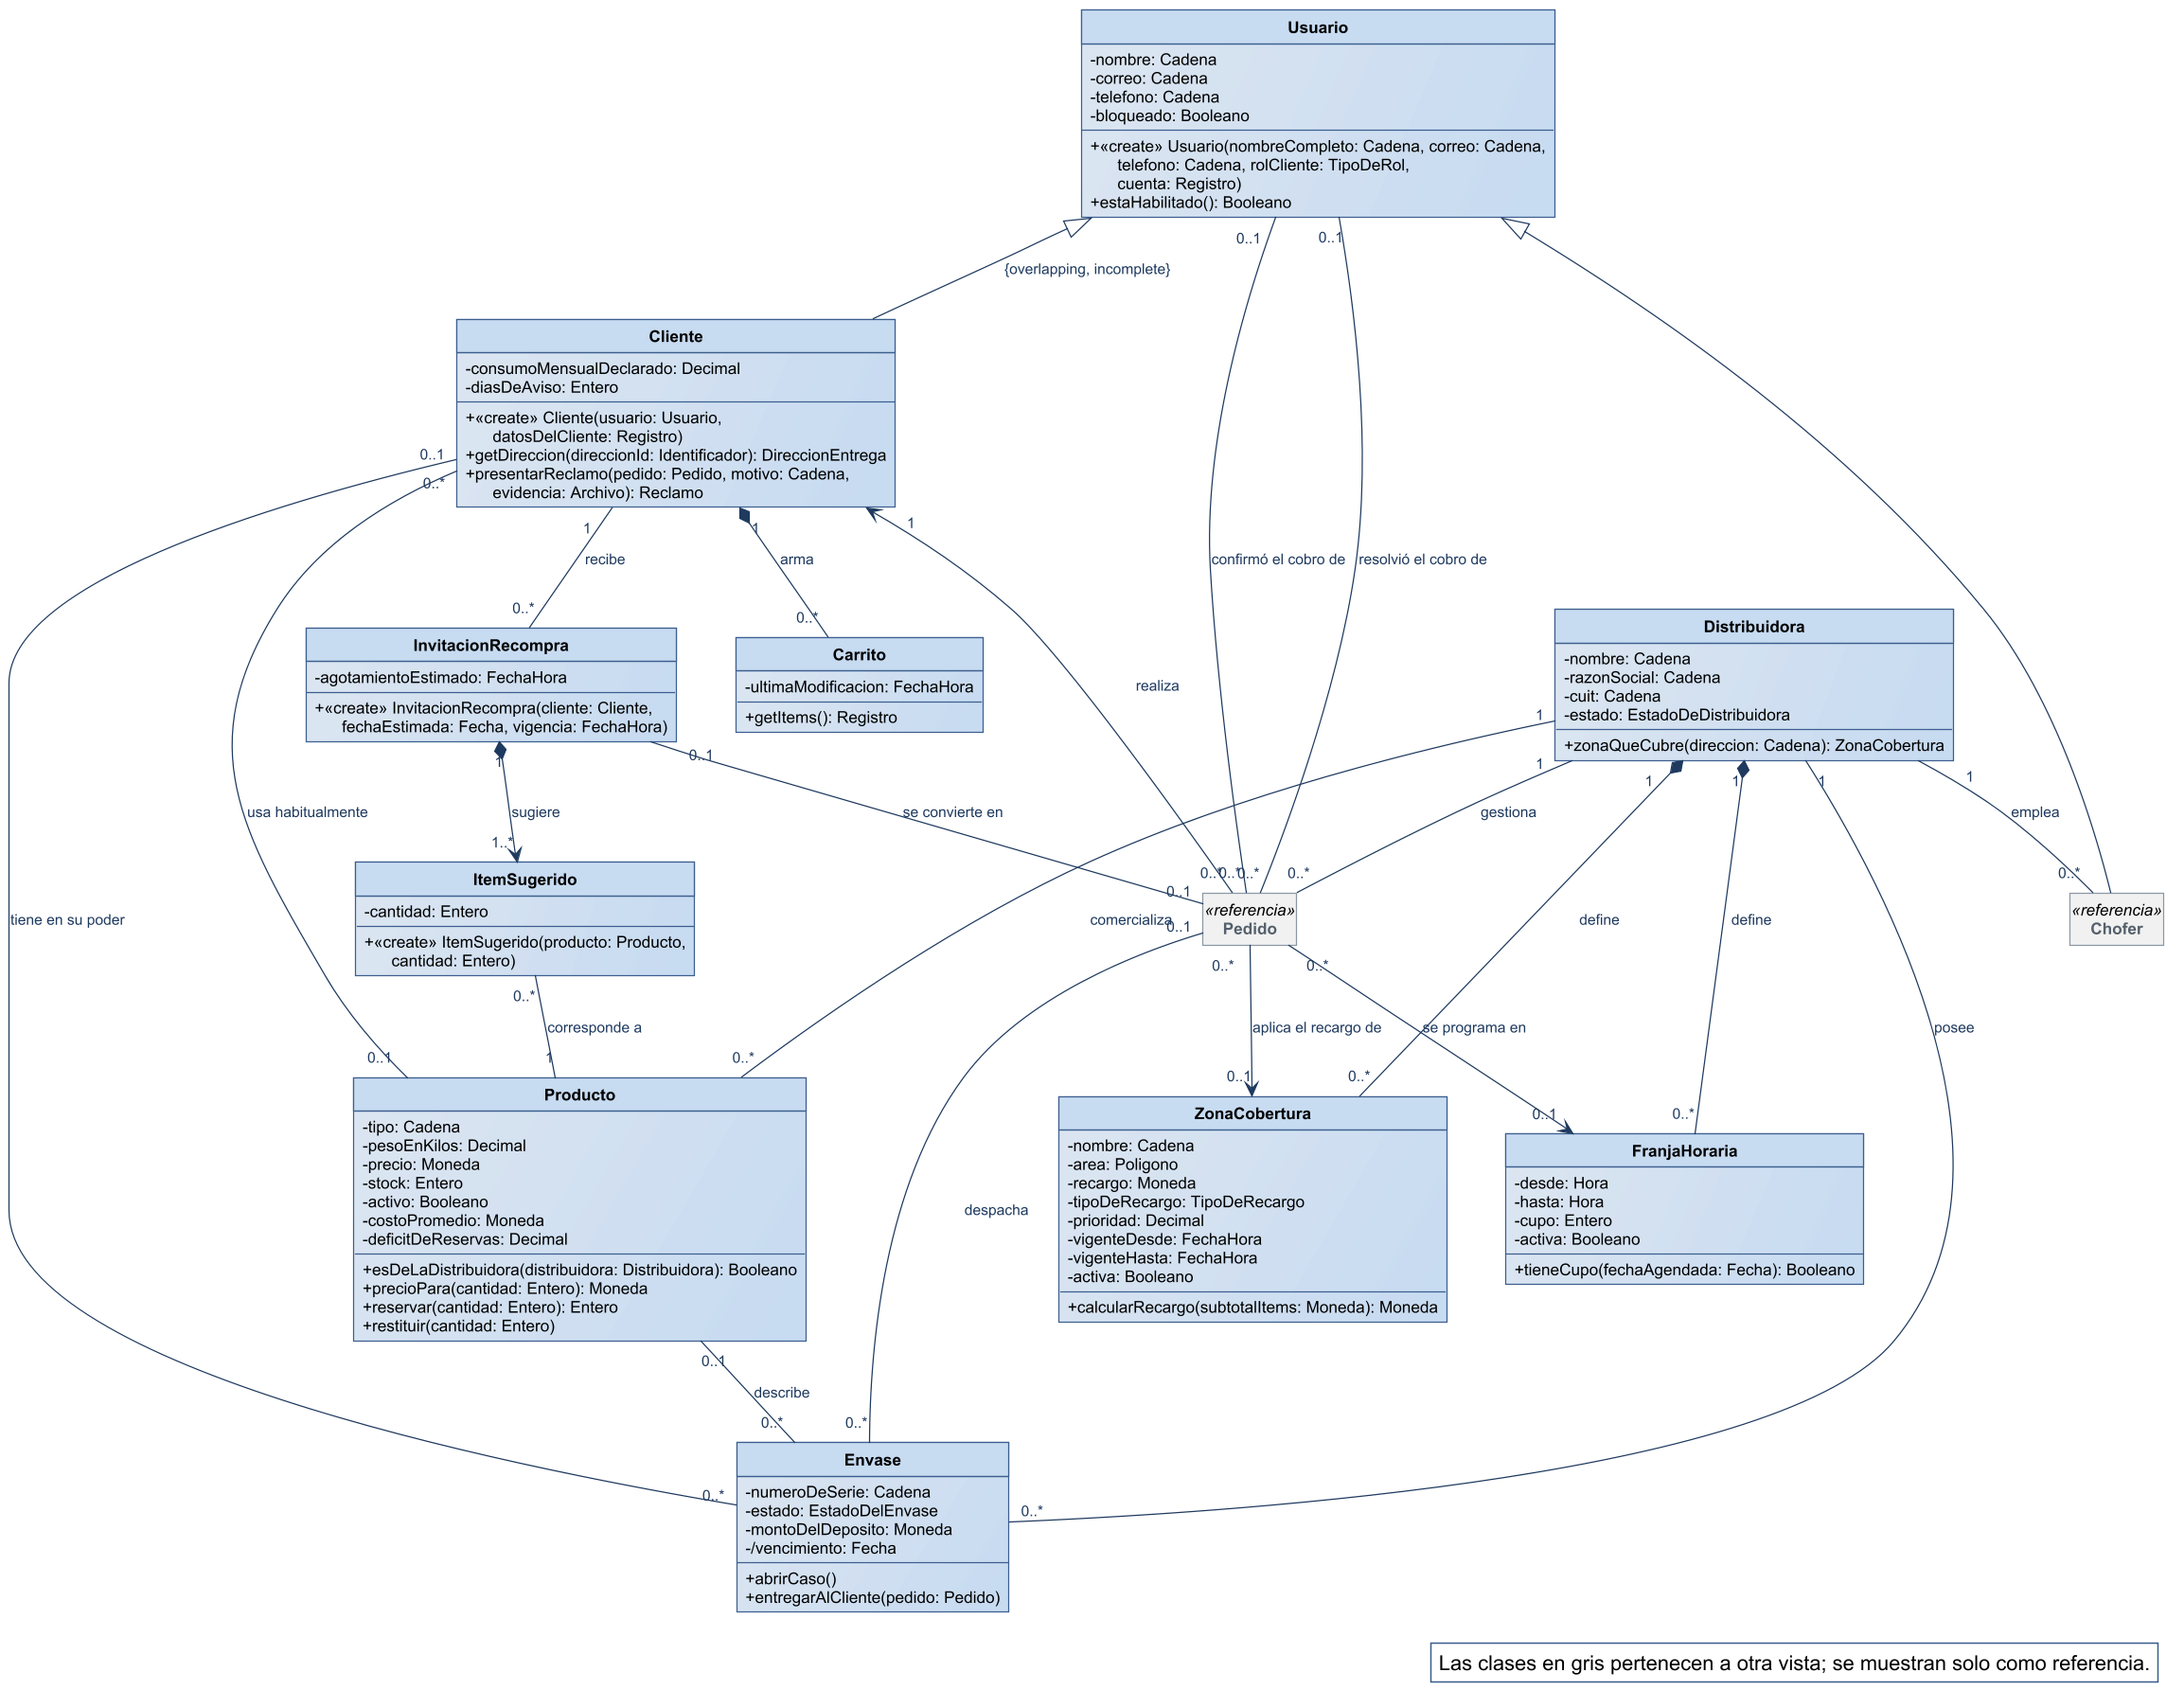 Usuario
-nombre: Cadena
-correo: Cadena
-telefono: Cadena
-bloqueado: Booleano
+«create» Usuario(nombreCompleto: Cadena, correo: Cadena,
telefono: Cadena, rolCliente: TipoDeRol,
cuenta: Registro)
+estaHabilitado(): Booleano
0..1
0..1
{overlapping, incomplete}
Cliente
-consumoMensualDeclarado: Decimal
-diasDeAviso: Entero
+«create» Cliente(usuario: Usuario,
datosDelCliente: Registro)
+getDireccion(direccionId: Identificador): DireccionEntrega
+presentarReclamo(pedido: Pedido, motivo: Cadena,
evidencia: Archivo): Reclamo
0..1
0..*
1
1
1
recibe
arma
confirmó el cobro de
resolvió el cobro de
0..*
0..*
InvitacionRecompra
-agotamientoEstimado: FechaHora
+«create» InvitacionRecompra(cliente: Cliente,
fechaEstimada: Fecha, vigencia: FechaHora)
Carrito
-ultimaModificacion: FechaHora
+getItems(): Registro
realiza
Distribuidora
-nombre: Cadena
-razonSocial: Cadena
-cuit: Cadena
-estado: EstadoDeDistribuidora
+zonaQueCubre(direccion: Cadena): ZonaCobertura
1
1
1
1
1
1
1
0..1
usa habitualmente
sugiere
se convierte en
gestiona
emplea
1..*
0..*
0..*
0..*
0..*
0..*
0..1
ItemSugerido
-cantidad: Entero
+«create» ItemSugerido(producto: Producto,
cantidad: Entero)
«referencia»
Pedido
«referencia»
Chofer
tiene en su poder
comercializa
0..1
define
define
0..*
0..*
0..*
corresponde a
aplica el recargo de
se programa en
posee
0..1
1
0..*
0..1
0..*
0..1
0..*
Producto
-tipo: Cadena
-pesoEnKilos: Decimal
-precio: Moneda
-stock: Entero
-activo: Booleano
-costoPromedio: Moneda
-deficitDeReservas: Decimal
+esDeLaDistribuidora(distribuidora: Distribuidora): Booleano
+precioPara(cantidad: Entero): Moneda
+reservar(cantidad: Entero): Entero
+restituir(cantidad: Entero)
despacha
ZonaCobertura
-nombre: Cadena
-area: Poligono
-recargo: Moneda
-tipoDeRecargo: TipoDeRecargo
-prioridad: Decimal
-vigenteDesde: FechaHora
-vigenteHasta: FechaHora
-activa: Booleano
+calcularRecargo(subtotalItems: Moneda): Moneda
FranjaHoraria
-desde: Hora
-hasta: Hora
-cupo: Entero
-activa: Booleano
+tieneCupo(fechaAgendada: Fecha): Booleano
0..1
describe
0..*
0..*
0..*
0..*
Envase
-numeroDeSerie: Cadena
-estado: EstadoDelEnvase
-montoDelDeposito: Moneda
-/vencimiento: Fecha
+abrirCaso()
+entregarAlCliente(pedido: Pedido)
Las clases en gris pertenecen a otra vista; se muestran solo como referencia.